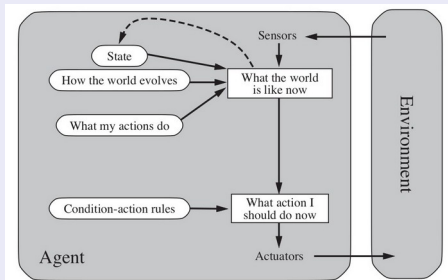 Sensors
State
How the world evolves
What the world
is like now
What my actions do
Condition-action rules
What action I
should do now
Agent
Actuators
Environment